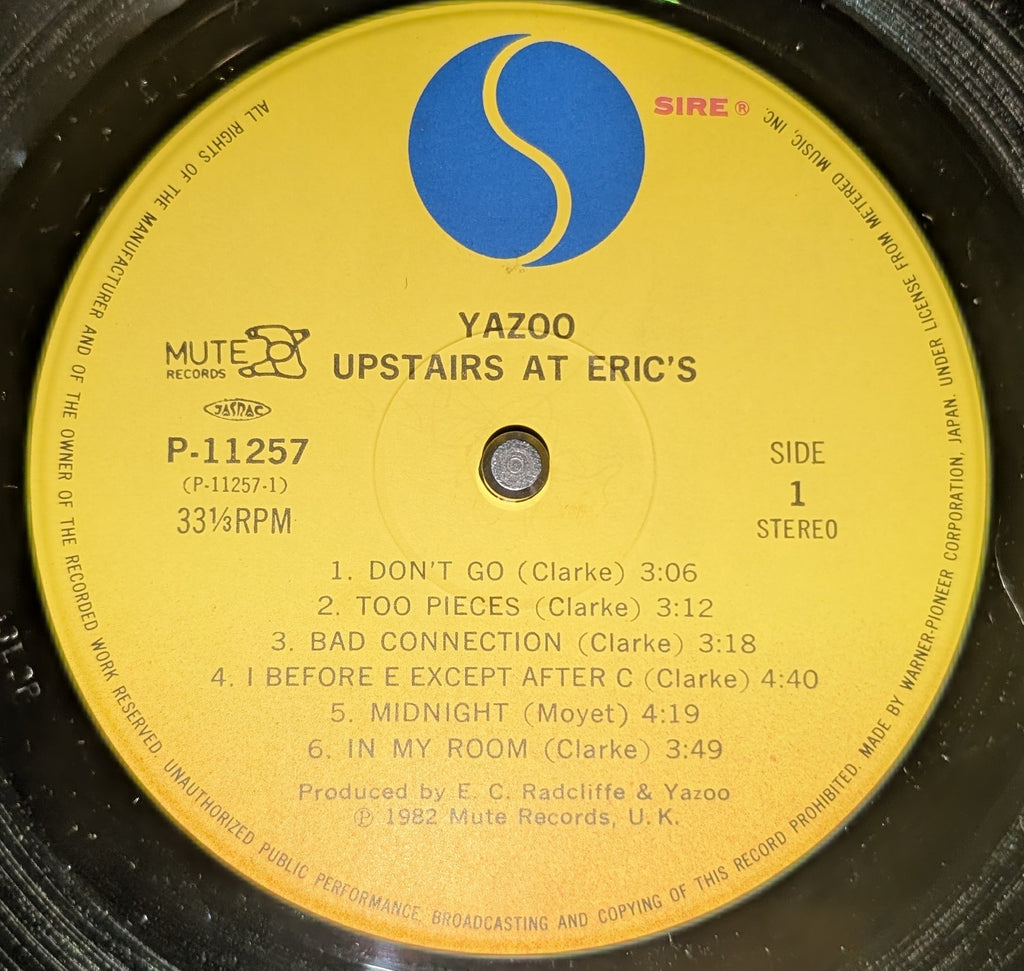 SIRE ®
YAZOO
UPSTAIRS AT ERIC'S
MUTE
RECORDS
JASRAC
P-11257
(P-11257-1)
33⅓RPM
SIDE
1
STEREO
1. DON'T GO (Clarke) 3:06
2. TOO PIECES (Clarke) 3:12
3. BAD CONNECTION (Clarke) 3:18
4. I BEFORE E EXCEPT AFTER C (Clarke) 4:40
5. MIDNIGHT (Moyet) 4:19
6. IN MY ROOM (Clarke) 3:49
Produced by E. C. Radcliffe & Yazoo
℗ 1982 Mute Records, U. K.
ALL RIGHTS OF THE MANUFACTURER AND OF THE OWNER OF THE RECORDED WORK RESERVED. UNAUTHORIZED PUBLIC PERFORMANCE, BROADCASTING AND COPYING OF THIS RECORD PROHIBITED. MADE BY WARNER-PIONEER CORPORATION, JAPAN. UNDER LICENSE FROM METERED MUSIC, INC.